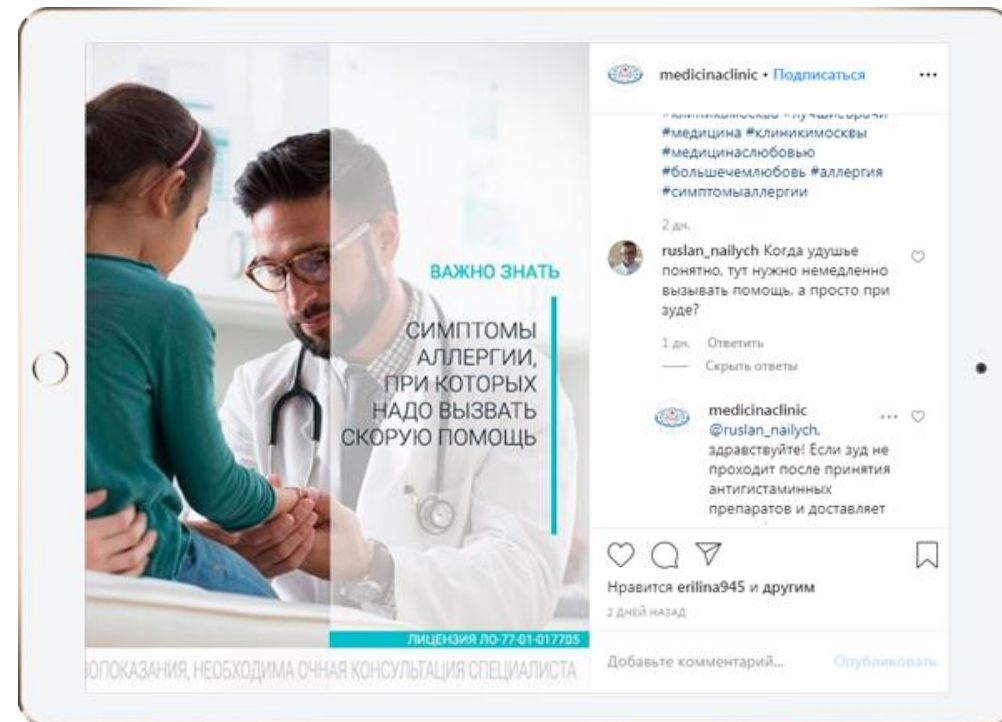 ВАЖНО ЗНАТЬ
СИМПТОМЫ
АЛЛЕРГИИ,
ПРИ КОТОРЫХ
НАДО ВЫЗВАТЬ
СКОРУЮ ПОМОЩЬ
ЛИЦЕНЗИЯ ЛО-77-01-017705
ОПОКАЗАНИЯ, НЕОБХОДИМА ОЧНАЯ КОНСУЛЬТАЦИЯ СПЕЦИАЛИСТА
medicinaclinic • Подписаться
#медицина #клиникимосквы
#медицинаслюбовью
#большечемлюбовь #аллергия
#симптомыаллергии
2 дн.
ruslan_nailych Когда удушье
понятно, тут нужно немедленно
вызывать помощь, а просто при
зуде?
1 дн. Ответить
Скрыть ответы
medicinaclinic
@ruslan_nailych,
здравствуйте! Если зуд не
проходит после принятия
антигистаминных
препаратов и доставляет
Нравится erilina945 и другим
2 ДНЕЙ НАЗАД
Добавьте комментарий... Опубликовать